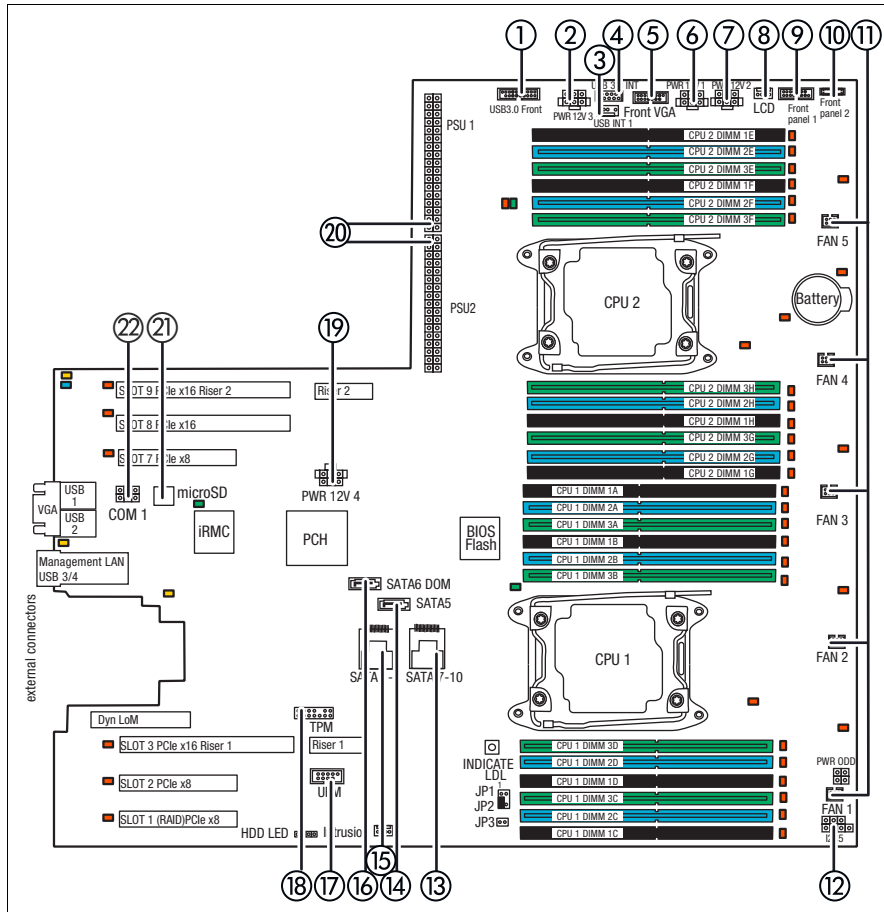 1 2 3 4 5 6 7 8 9 10 11
USB3.0 Front
PWR 12V 3
USB 3 INT
USB INT 1
Front VGA
PWR 12V 1
PWR 12V 2
LCD
Front panel 1
Front panel 2
PSU 1
CPU 2 DIMM 1E
CPU 2 DIMM 2E
CPU 2 DIMM 3E
CPU 2 DIMM 1F
CPU 2 DIMM 2F
CPU 2 DIMM 3F
20
FAN 5
PSU2
CPU 2
Battery
22 21 19
FAN 4
SLOT 9 PCIe x16 Riser 2
Riser 2
SLOT 8 PCIe x16
SLOT 7 PCIe x8
CPU 2 DIMM 3H
CPU 2 DIMM 2H
CPU 2 DIMM 1H
CPU 2 DIMM 3G
CPU 2 DIMM 2G
CPU 2 DIMM 1G
USB 1
VGA
USB 2
COM 1
microSD
PWR 12V 4
iRMC
PCH
BIOS Flash
CPU 1 DIMM 1A
CPU 1 DIMM 2A
CPU 1 DIMM 3A
CPU 1 DIMM 1B
CPU 1 DIMM 2B
CPU 1 DIMM 3B
FAN 3
Management LAN
USB 3/4
SATA6 DOM
SATA5
external connectors
CPU 1
FAN 2
SATA
SATA 7-10
Dyn LoM
TPM
SLOT 3 PCIe x16 Riser 1
Riser 1
SLOT 2 PCIe x8
SLOT 1 (RAID)PCIe x8
HDD LED
Intrusion
INDICATE
LDL
JP1
1
JP2
JP3
CPU 1 DIMM 3D
CPU 1 DIMM 2D
CPU 1 DIMM 1D
CPU 1 DIMM 3C
CPU 1 DIMM 2C
CPU 1 DIMM 1C
PWR ODD
FAN 1
18 17 16 15 14 13 12